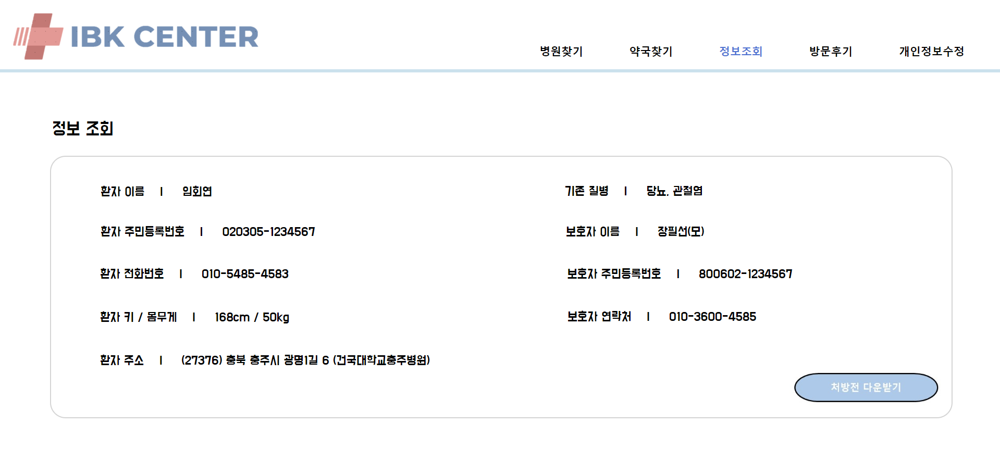 IBK CENTER
병원찾기 약국찾기 정보조회 방문후기 개인정보수정
정보 조회
환자 이름 | 임회연
기존 질병 | 당뇨, 관절염
환자 주민등록번호 | 020305-1234567
보호자 이름 | 장필선(모)
환자 전화번호 | 010-5485-4583
보호자 주민등록번호 | 800602-1234567
환자 키 / 몸무게 | 168cm / 50kg
보호자 연락처 | 010-3600-4585
환자 주소 | (27376) 충북 충주시 광명1길 6 (건국대학교충주병원)
처방전 다운받기